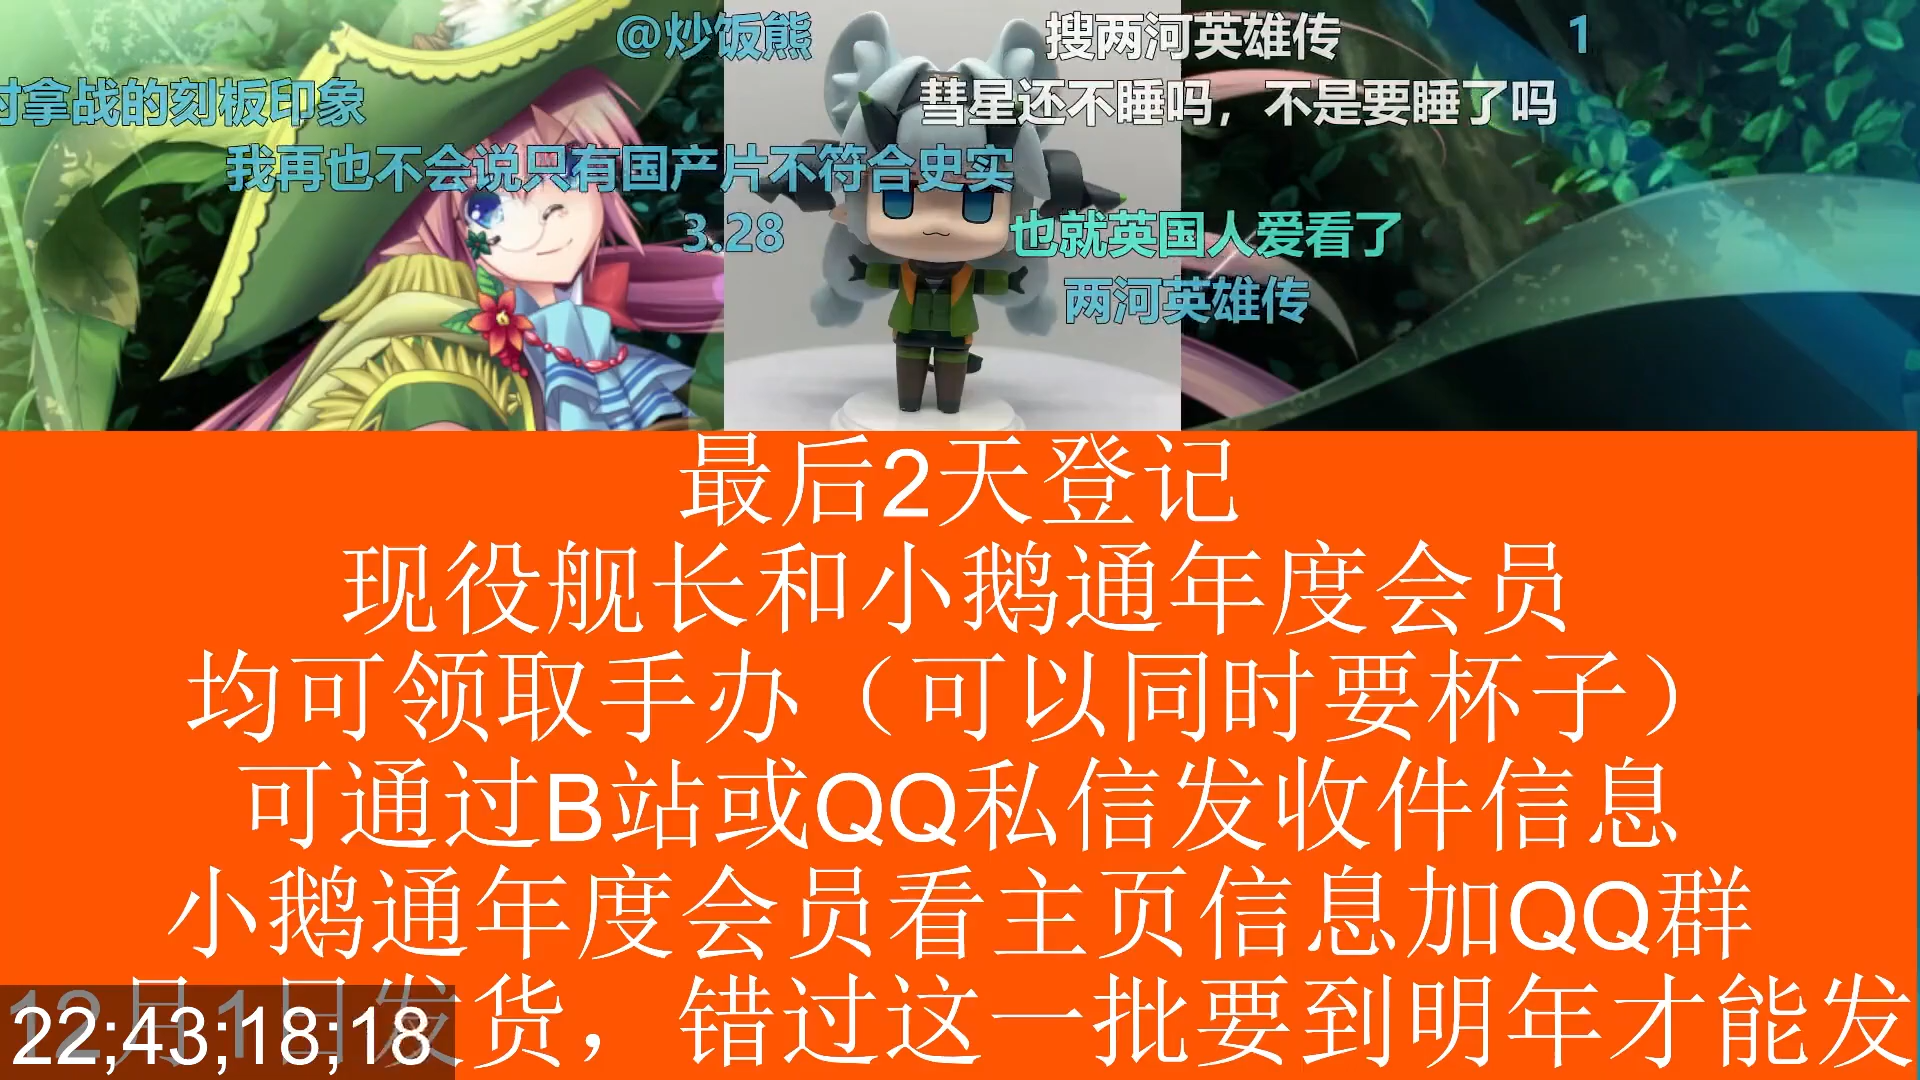 @炒饭熊
搜两河英雄传
1
对拿战的刻板印象
彗星还不睡吗，不是要睡了吗
我再也不会说只有国产片不符合史实
3.28
也就英国人爱看了
两河英雄传
最后2天登记
现役舰长和小鹅通年度会员
均可领取手办（可以同时要杯子）
可通过B站或QQ私信发收件信息
小鹅通年度会员看主页信息加QQ群
12月1日发货，错过这一批要到明年才能发
22;43;18;18